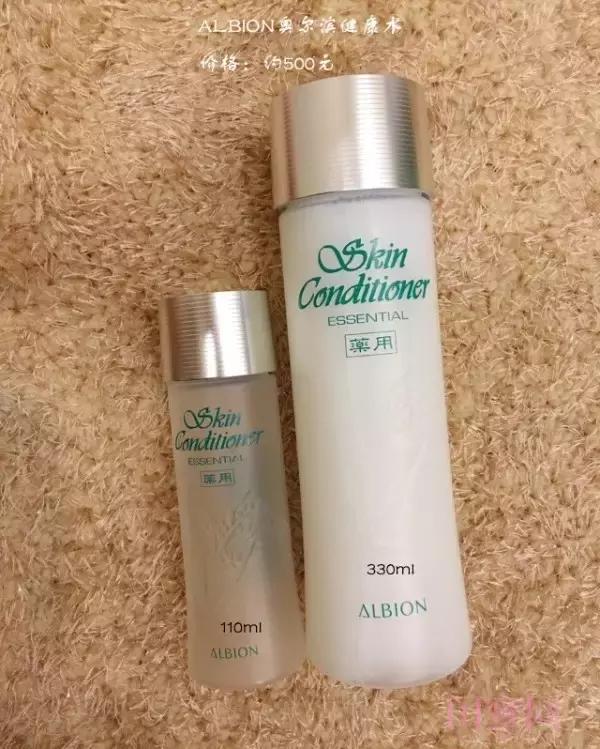 ALBION奥尔滨健康水
价格：约500元
Skin
Conditioner
ESSENTIAL
薬用
330ml
ALBION
Skin
Conditioner
ESSENTIAL
薬用
110ml
ALBION